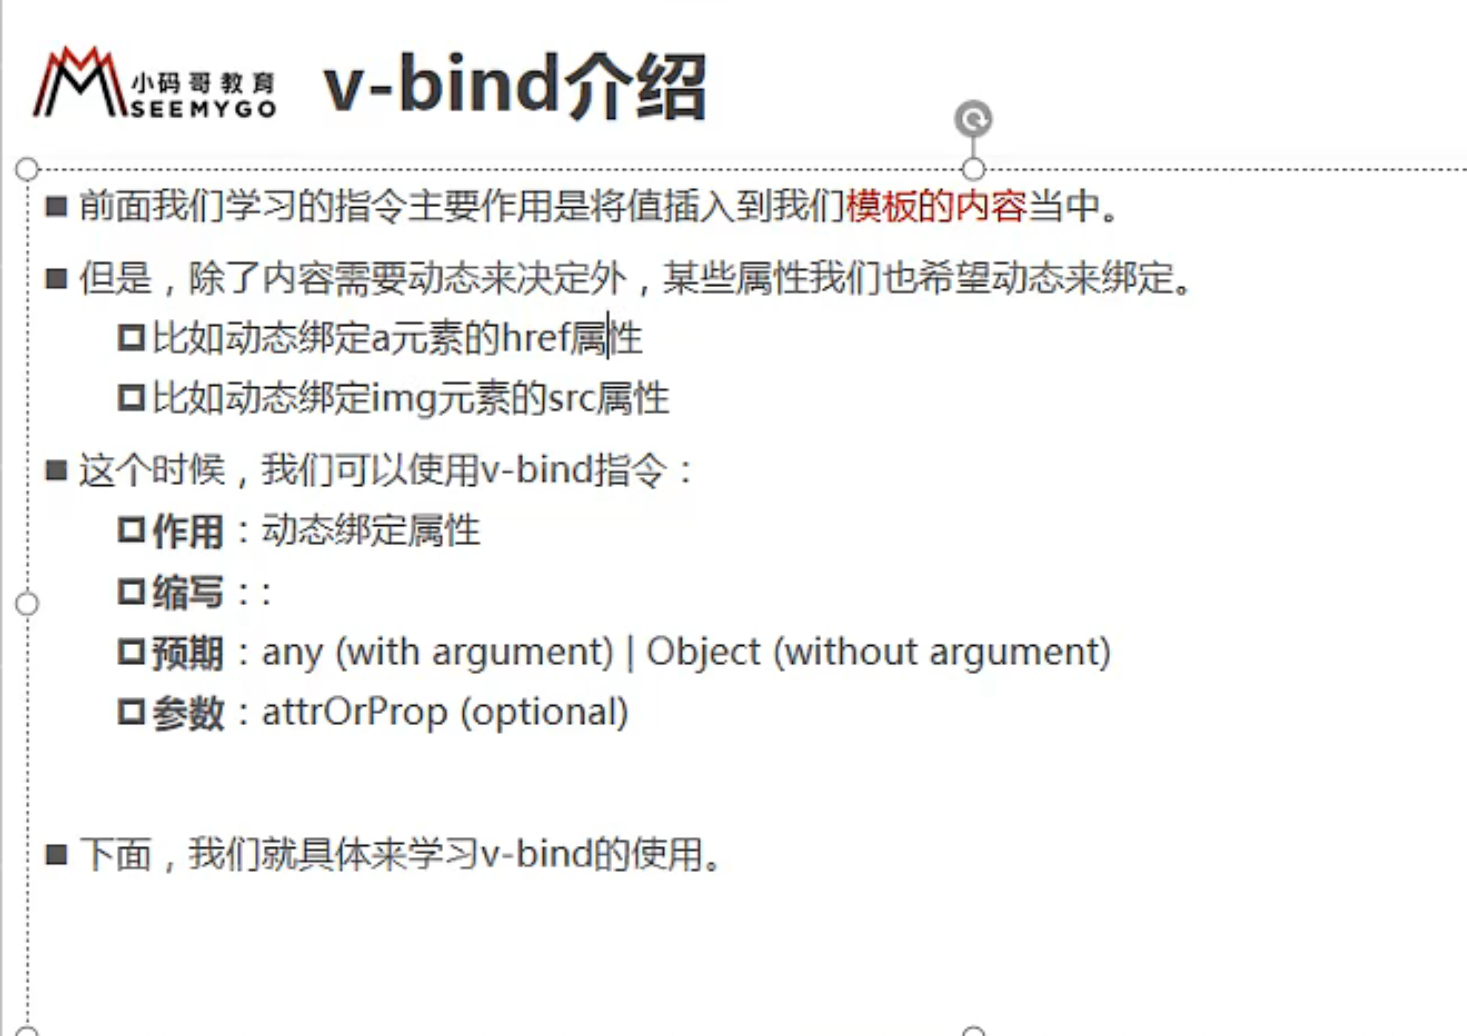 小码哥教育
SEEMYGO
v-bind介绍
前面我们学习的指令主要作用是将值插入到我们模板的内容当中。
但是，除了内容需要动态来决定外，某些属性我们也希望动态来绑定。
比如动态绑定a元素的href属性
比如动态绑定img元素的src属性
这个时候，我们可以使用v-bind指令：
作用：动态绑定属性
缩写：:
预期：any (with argument) | Object (without argument)
参数：attrOrProp (optional)
下面，我们就具体来学习v-bind的使用。